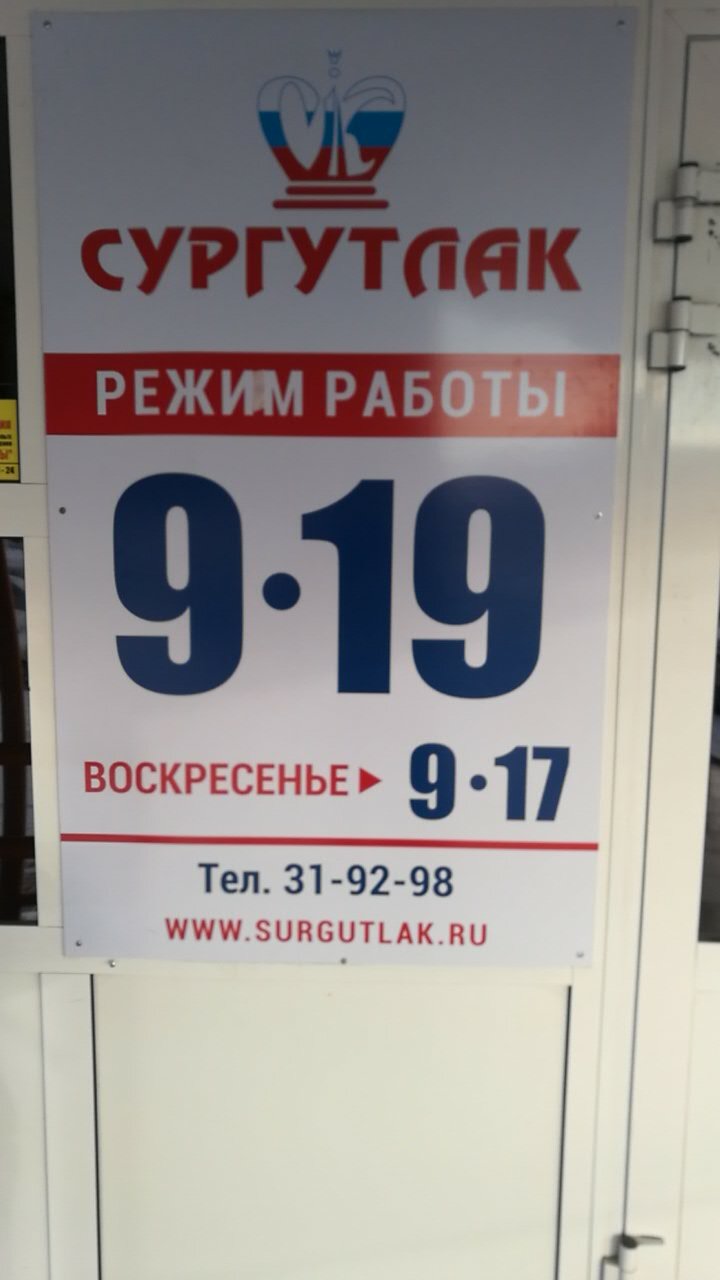 СУРГУТЛАК
РЕЖИМ РАБОТЫ
9·19
ВОСКРЕСЕНЬЕ 9·17
Тел. 31-92-98
WWW.SURGUTLAK.RU